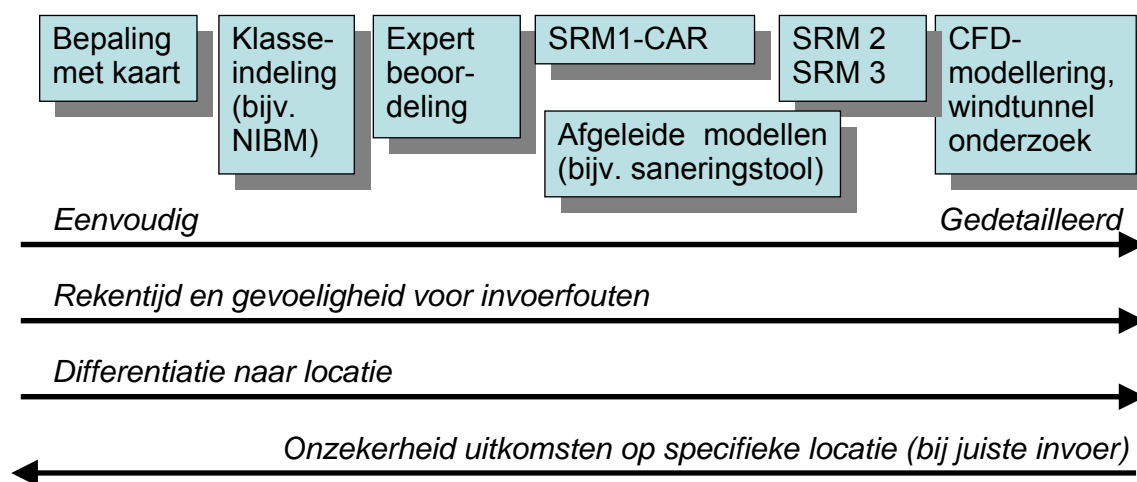 Bepaling
met kaart
Klasse-
indeling
(bijv.
NIBM)
Expert
beoor-
deling
SRM1-CAR
Afgeleide modellen
(bijv. saneringstool)
SRM 2
SRM 3
CFD-
modellering,
windtunnel
onderzoek
Eenvoudig
Gedetailleerd
Rekentijd en gevoeligheid voor invoerfouten
Differentiatie naar locatie
Onzekerheid uitkomsten op specifieke locatie (bij juiste invoer)